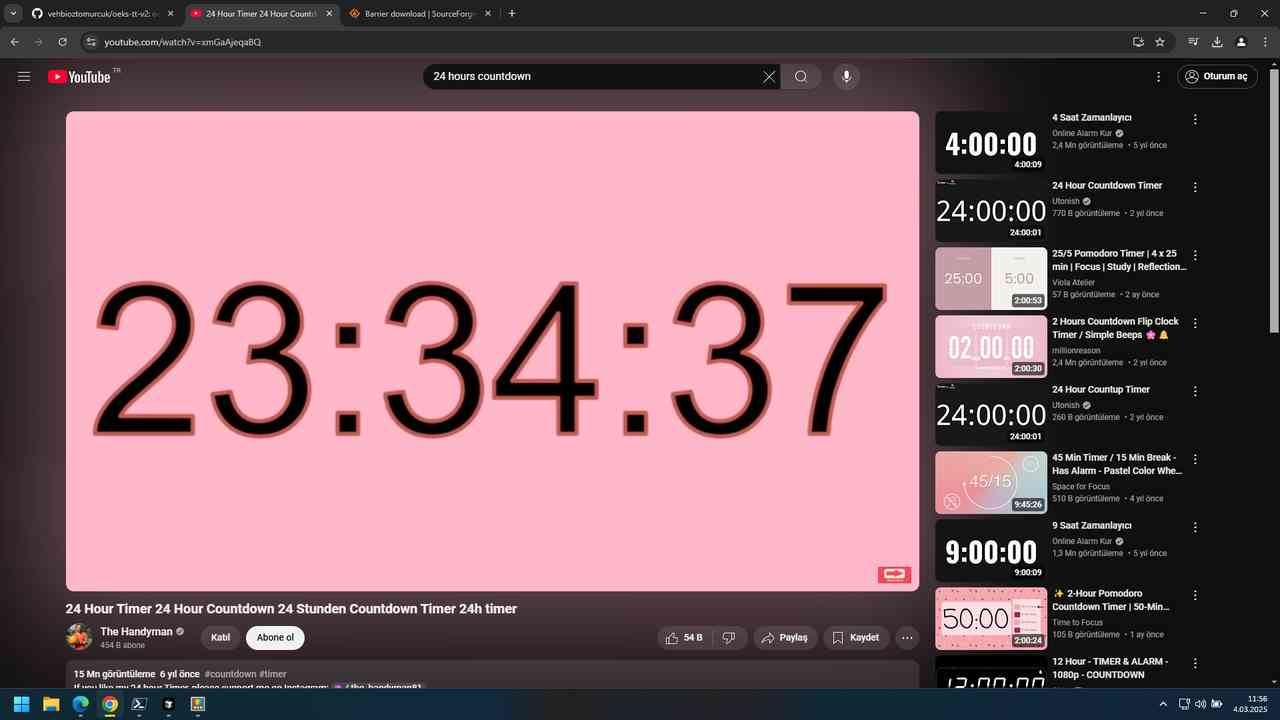 vehbioztomurcuk/oeks-tt-v2:
24 Hour Timer 24 Hour Countd
Barrier download | SourceForg
youtube.com/watch?v=xmGaAjeqaBQ
YouTube TR
24 hours countdown
Oturum aç
23:34:37
24 Hour Timer 24 Hour Countdown 24 Stunden Countdown Timer 24h timer
The Handyman
454 B abone
Katıl
Abone ol
54 B
Paylaş
Kaydet
15 Mn görüntüleme 6 yıl önce #countdown #timer
If you like my 24 hour Timer, please support me on Instagram: / the_handyman81
4:00:00
4:00:09
4 Saat Zamanlayıcı
Online Alarm Kur
2,4 Mn görüntüleme • 5 yıl önce
24:00:00
24:00:01
24 Hour Countdown Timer
Utonish
770 B görüntüleme • 2 yıl önce
25:00
5:00
2:00:53
25/5 Pomodoro Timer | 4 x 25
min | Focus | Study | Reflection...
Viola Atelier
57 B görüntüleme • 2 ay önce
COUNTDOWN
02:00:00
2:00:30
2 Hours Countdown Flip Clock
Timer / Simple Beeps 🌸 🔔
millionreason
2,4 Mn görüntüleme • 2 yıl önce
24:00:00
24:00:01
24 Hour Countup Timer
Utonish
260 B görüntüleme • 2 yıl önce
45/15
9:45:26
45 Min Timer / 15 Min Break -
Has Alarm - Pastel Color Whe...
Space for Focus
510 B görüntüleme • 4 yıl önce
9:00:00
9:00:09
9 Saat Zamanlayıcı
Online Alarm Kur
1,3 Mn görüntüleme • 5 yıl önce
50:00
2:00:24
✨ 2-Hour Pomodoro
Countdown Timer | 50-Min...
Time to Focus
105 B görüntüleme • 1 ay önce
12:00:00
12 Hour - TIMER & ALARM -
1080p - COUNTDOWN
11:56
4.03.2025